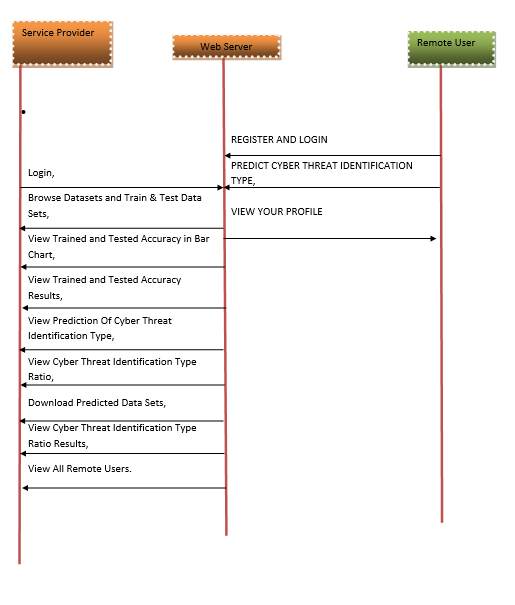 Service Provider
Web Server
Remote User
REGISTER AND LOGIN
PREDICT CYBER THREAT IDENTIFICATION
TYPE,
VIEW YOUR PROFILE
Login,
Browse Datasets and Train & Test Data
Sets,
View Trained and Tested Accuracy in Bar
Chart,
View Trained and Tested Accuracy
Results,
View Prediction Of Cyber Threat
Identification Type,
View Cyber Threat Identification Type
Ratio,
Download Predicted Data Sets,
View Cyber Threat Identification Type
Ratio Results,
View All Remote Users.